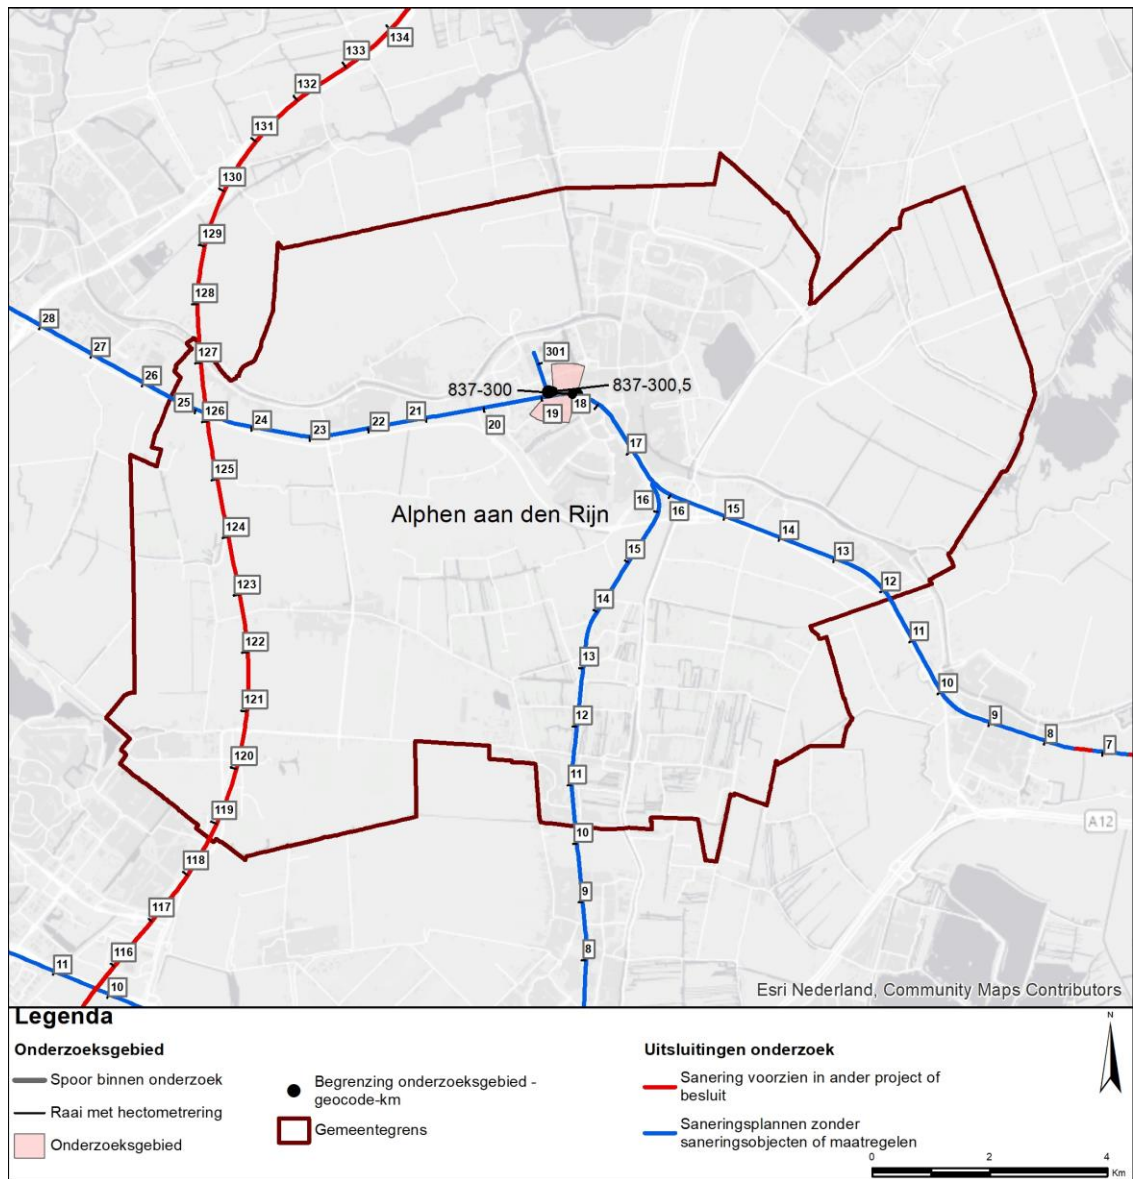 134
133
132
131
130
129
128
127
126
125
124
123
122
121
120
119
118
117
116
28
27
26
25
24
23
22
21
20
19
18
301
837-300
837-300,5
17
16
16
15
14
13
12
11
10
9
8
7
Alphen aan den Rijn
15
14
13
12
11
10
9
8
11
10
A12
Esri Nederland, Community Maps Contributors
Legenda
Onderzoeksgebied
Spoor binnen onderzoek
Raai met hectometrering
Onderzoeksgebied
Begrenzing onderzoeksgebied -
geocode-km
Gemeentegrens
Uitsluitingen onderzoek
Sanering voorzien in ander project of
besluit
Saneringsplannen zonder
saneringsobjecten of maatregelen
N
0 2 4
Km